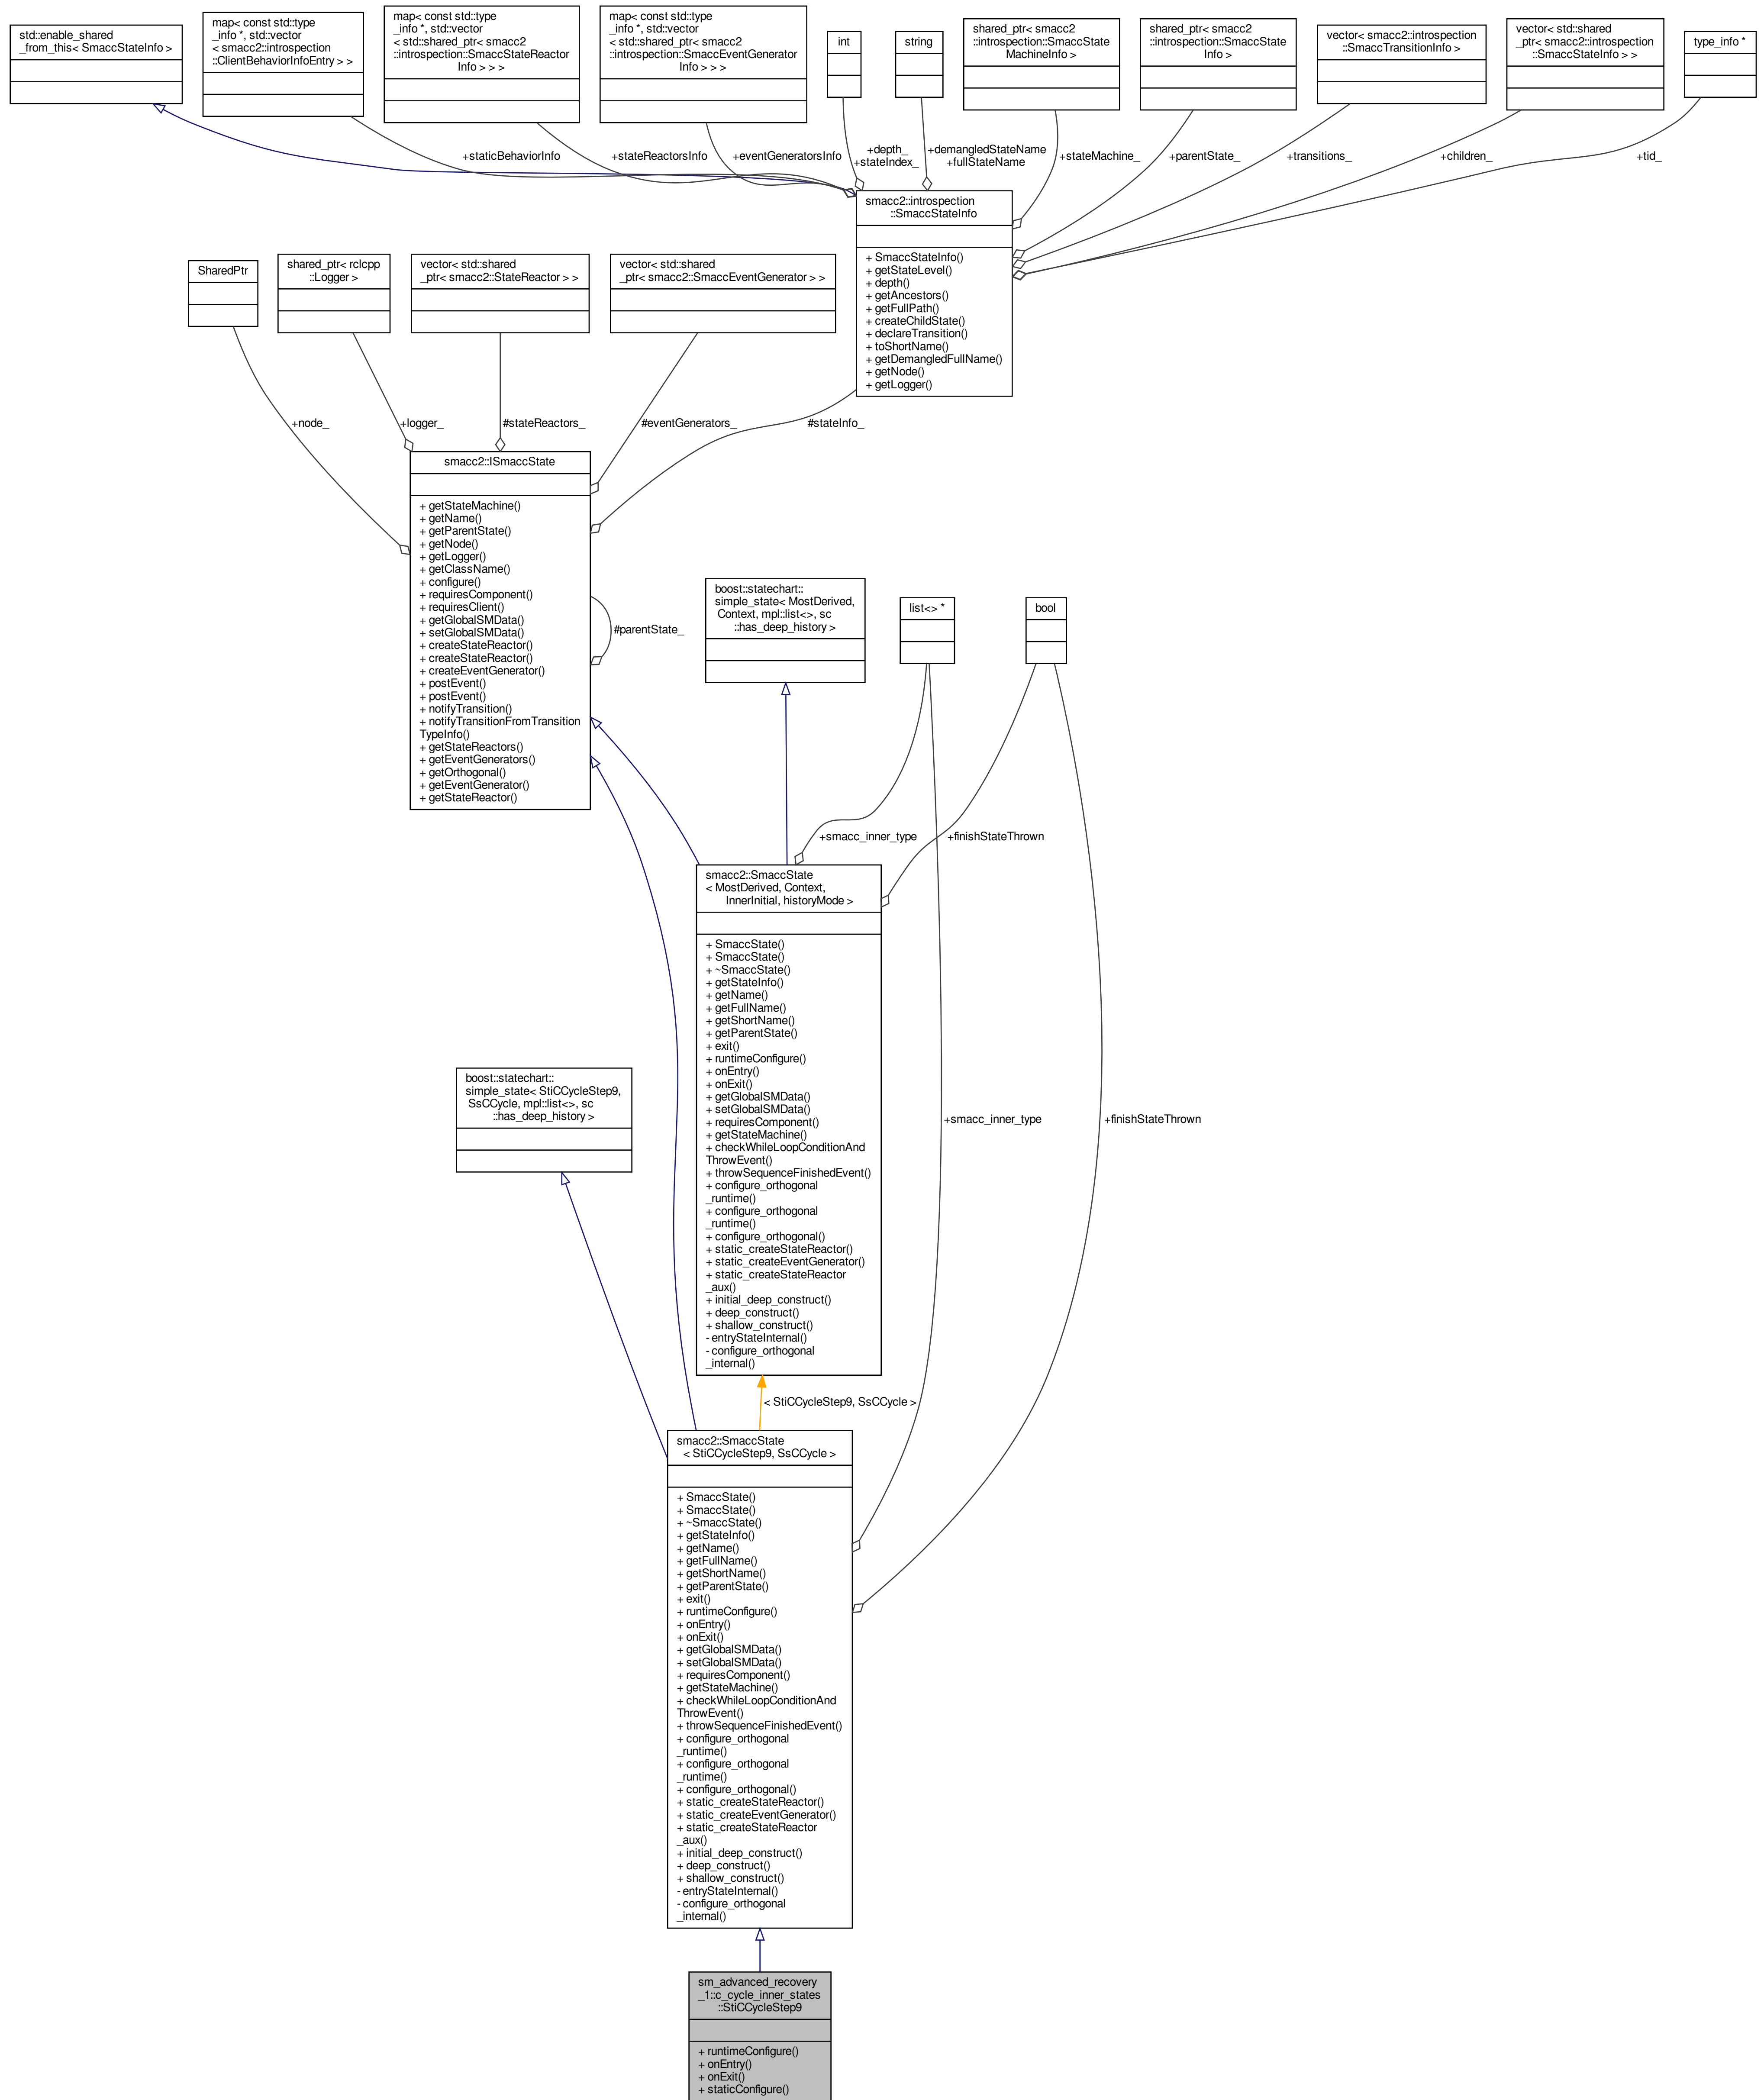 std::enable_shared
_from_this< SmaccStateInfo >
map< const std::type
_info *, std::vector
< smacc2::introspection
::ClientBehaviorInfoEntry > >
map< const std::type
_info *, std::vector
< std::shared_ptr< smacc2
::introspection::SmaccStateReactor
Info > > >
map< const std::type
_info *, std::vector
< std::shared_ptr< smacc2
::introspection::SmaccEventGenerator
Info > > >
int
string
shared_ptr< smacc2
::introspection::SmaccState
MachineInfo >
shared_ptr< smacc2
::introspection::SmaccState
Info >
vector< smacc2::introspection
::SmaccTransitionInfo >
vector< std::shared
_ptr< smacc2::introspection
::SmaccStateInfo > >
type_info *
+staticBehaviorInfo
+stateReactorsInfo
+eventGeneratorsInfo
+depth_
+stateIndex_
+demangledStateName
+fullStateName
+stateMachine_
+parentState_
+transitions_
+children_
+tid_
smacc2::introspection
::SmaccStateInfo
+ SmaccStateInfo()
+ getStateLevel()
+ depth()
+ getAncestors()
+ getFullPath()
+ createChildState()
+ declareTransition()
+ toShortName()
+ getDemangledFullName()
+ getNode()
+ getLogger()
SharedPtr
shared_ptr< rclcpp
::Logger >
vector< std::shared
_ptr< smacc2::StateReactor > >
vector< std::shared
_ptr< smacc2::SmaccEventGenerator > >
+node_
+logger_
#stateReactors_
#eventGenerators_
#stateInfo_
smacc2::ISmaccState
+ getStateMachine()
+ getName()
+ getParentState()
+ getNode()
+ getLogger()
+ getClassName()
+ configure()
+ requiresComponent()
+ requiresClient()
+ getGlobalSMData()
+ setGlobalSMData()
+ createStateReactor()
+ createStateReactor()
+ createEventGenerator()
+ postEvent()
+ postEvent()
+ notifyTransition()
+ notifyTransitionFromTransition
TypeInfo()
+ getStateReactors()
+ getEventGenerators()
+ getOrthogonal()
+ getEventGenerator()
+ getStateReactor()
#parentState_
boost::statechart::
simple_state< MostDerived,
Context, mpl::list<>, sc
::has_deep_history >
list<> *
bool
+smacc_inner_type
+finishStateThrown
smacc2::SmaccState
< MostDerived, Context,
InnerInitial, historyMode >
+ SmaccState()
+ SmaccState()
+ ~SmaccState()
+ getStateInfo()
+ getName()
+ getFullName()
+ getShortName()
+ getParentState()
+ exit()
+ runtimeConfigure()
+ onEntry()
+ onExit()
+ getGlobalSMData()
+ setGlobalSMData()
+ requiresComponent()
+ getStateMachine()
+ checkWhileLoopConditionAnd
ThrowEvent()
+ throwSequenceFinishedEvent()
+ configure_orthogonal
_runtime()
+ configure_orthogonal
_runtime()
+ configure_orthogonal()
+ static_createStateReactor()
+ static_createEventGenerator()
+ static_createStateReactor
_aux()
+ initial_deep_construct()
+ deep_construct()
+ shallow_construct()
- entryStateInternal()
- configure_orthogonal
_internal()
boost::statechart::
simple_state< StiCCycleStep9,
SsCCycle, mpl::list<>, sc
::has_deep_history >
+smacc_inner_type
+finishStateThrown
< StiCCycleStep9, SsCCycle >
smacc2::SmaccState
< StiCCycleStep9, SsCCycle >
+ SmaccState()
+ SmaccState()
+ ~SmaccState()
+ getStateInfo()
+ getName()
+ getFullName()
+ getShortName()
+ getParentState()
+ exit()
+ runtimeConfigure()
+ onEntry()
+ onExit()
+ getGlobalSMData()
+ setGlobalSMData()
+ requiresComponent()
+ getStateMachine()
+ checkWhileLoopConditionAnd
ThrowEvent()
+ throwSequenceFinishedEvent()
+ configure_orthogonal
_runtime()
+ configure_orthogonal
_runtime()
+ configure_orthogonal()
+ static_createStateReactor()
+ static_createEventGenerator()
+ static_createStateReactor
_aux()
+ initial_deep_construct()
+ deep_construct()
+ shallow_construct()
- entryStateInternal()
- configure_orthogonal
_internal()
sm_advanced_recovery
_1::c_cycle_inner_states
::StiCCycleStep9
+ runtimeConfigure()
+ onEntry()
+ onExit()
+ staticConfigure()